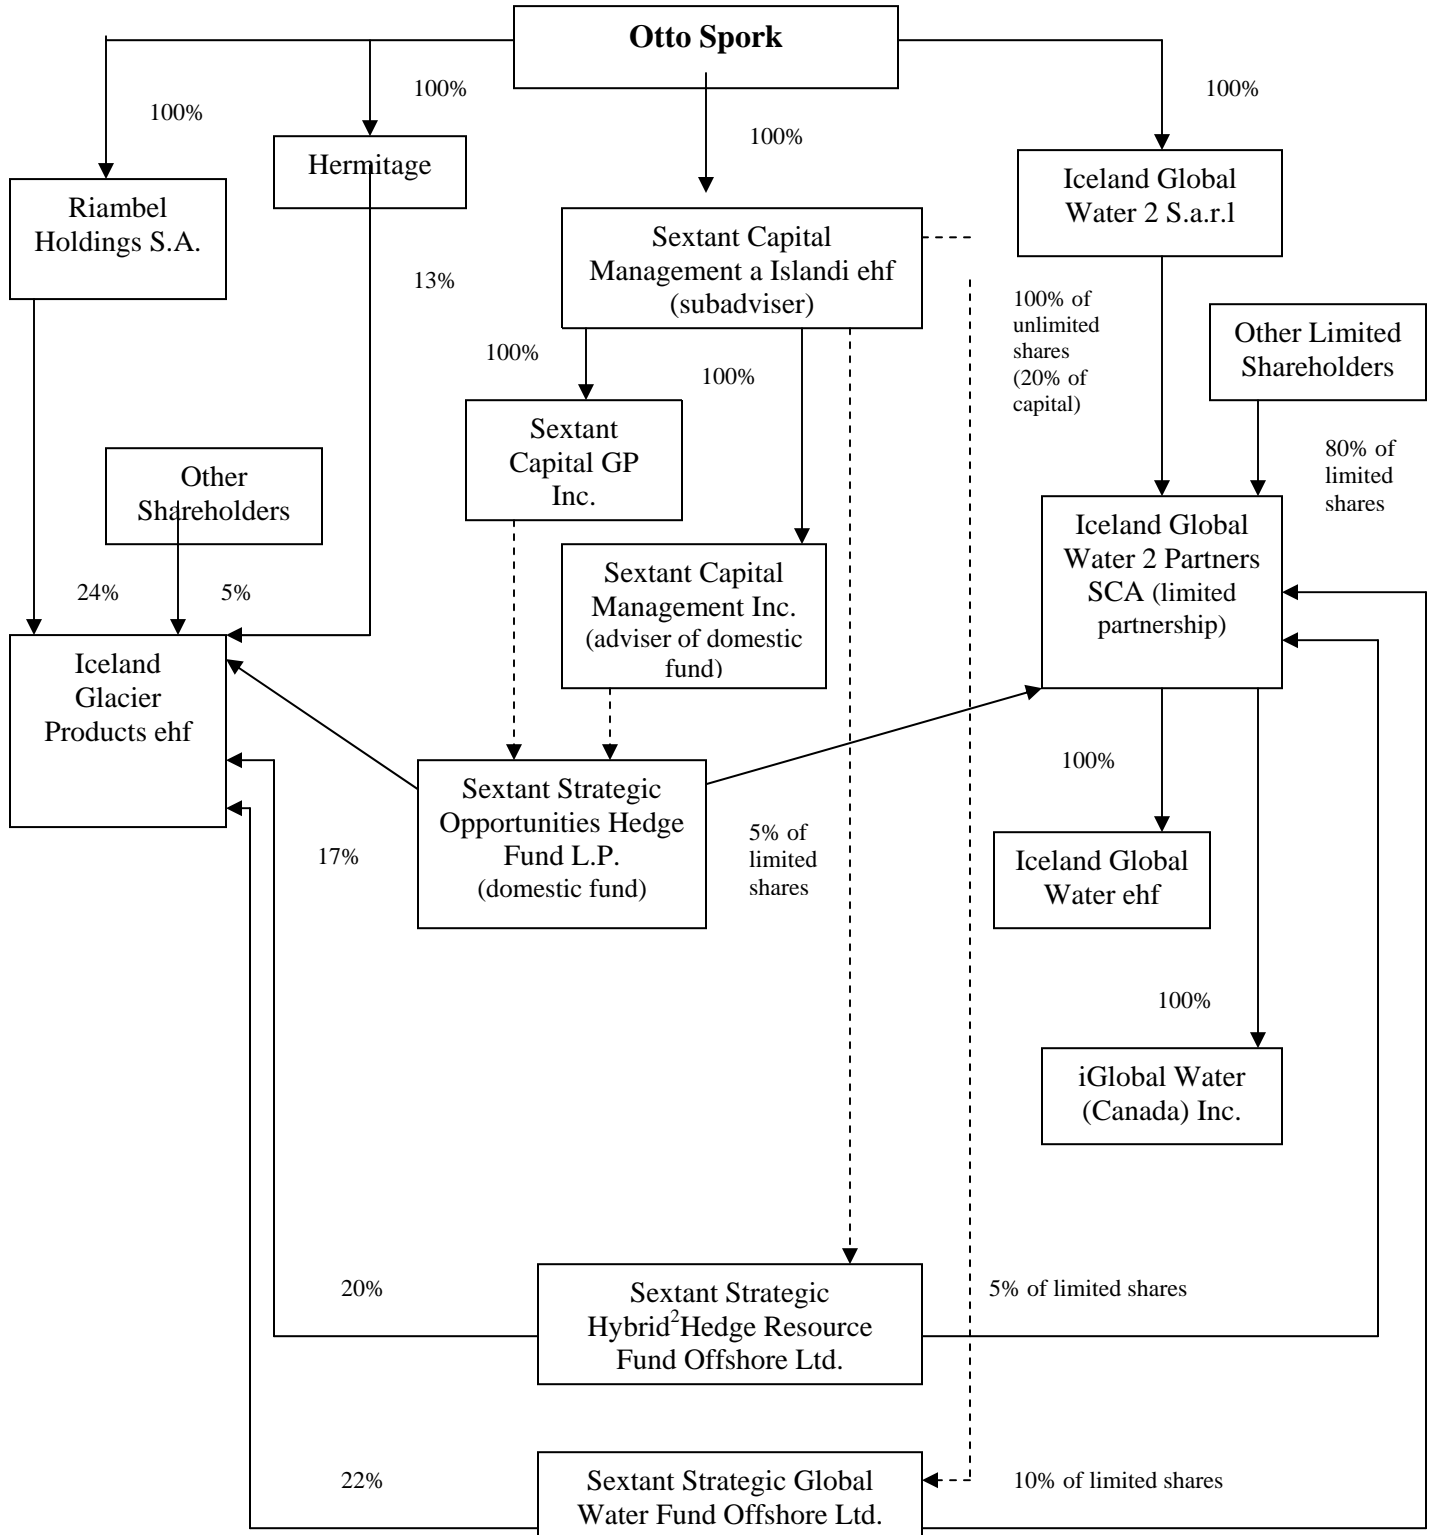 Otto Spork
100%
100%
100%
100%
Hermitage
Riambel
Holdings S.A.
Iceland Global
Water 2 S.a.r.l
Sextant Capital
Management a Islandi ehf
(subadviser)
13%
100% of
unlimited
shares
(20% of
capital)
Other Limited
Shareholders
100%
100%
Sextant
Capital GP
Inc.
80% of
limited
shares
Other
Shareholders
Iceland Global
Water 2 Partners
SCA (limited
partnership)
Sextant Capital
Management Inc.
(adviser of domestic
fund)
24%
5%
Iceland
Glacier
Products ehf
100%
Sextant Strategic
Opportunities Hedge
Fund L.P.
(domestic fund)
17%
5% of
limited
shares
Iceland Global
Water ehf
100%
iGlobal Water
(Canada) Inc.
20%
Sextant Strategic
Hybrid²Hedge Resource
Fund Offshore Ltd.
5% of limited shares
22%
Sextant Strategic Global
Water Fund Offshore Ltd.
10% of limited shares